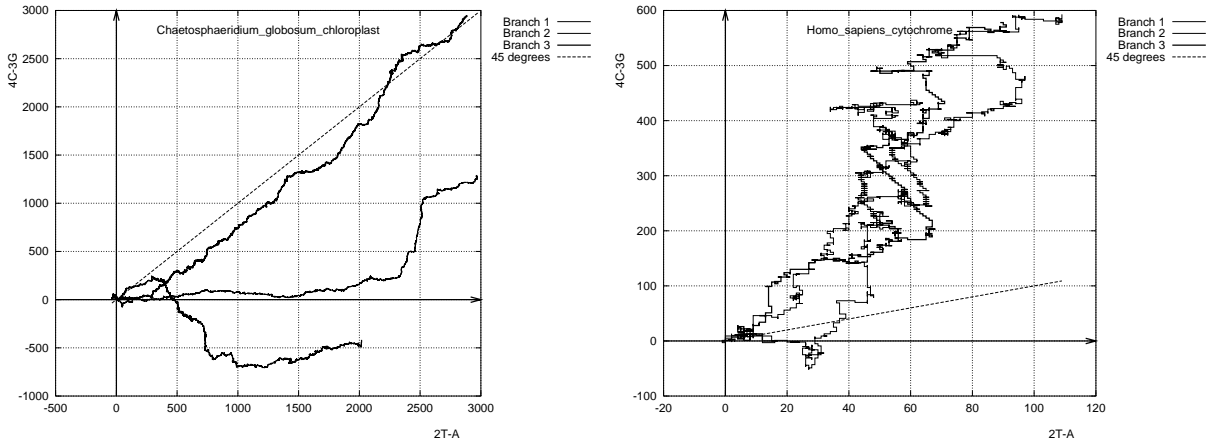 Chaetosphaeridium_globosum_chloroplast
4C-3G
3000
2500
2000
1500
1000
500
0
-500
-1000
-500
0
500
1000
1500
2000
2500
3000
2T-A
Branch 1
Branch 2
Branch 3
45 degrees
Homo_sapiens_cytochrome
4C-3G
600
500
400
300
200
100
0
-100
-20
0
20
40
60
80
100
120
2T-A
Branch 1
Branch 2
Branch 3
45 degrees